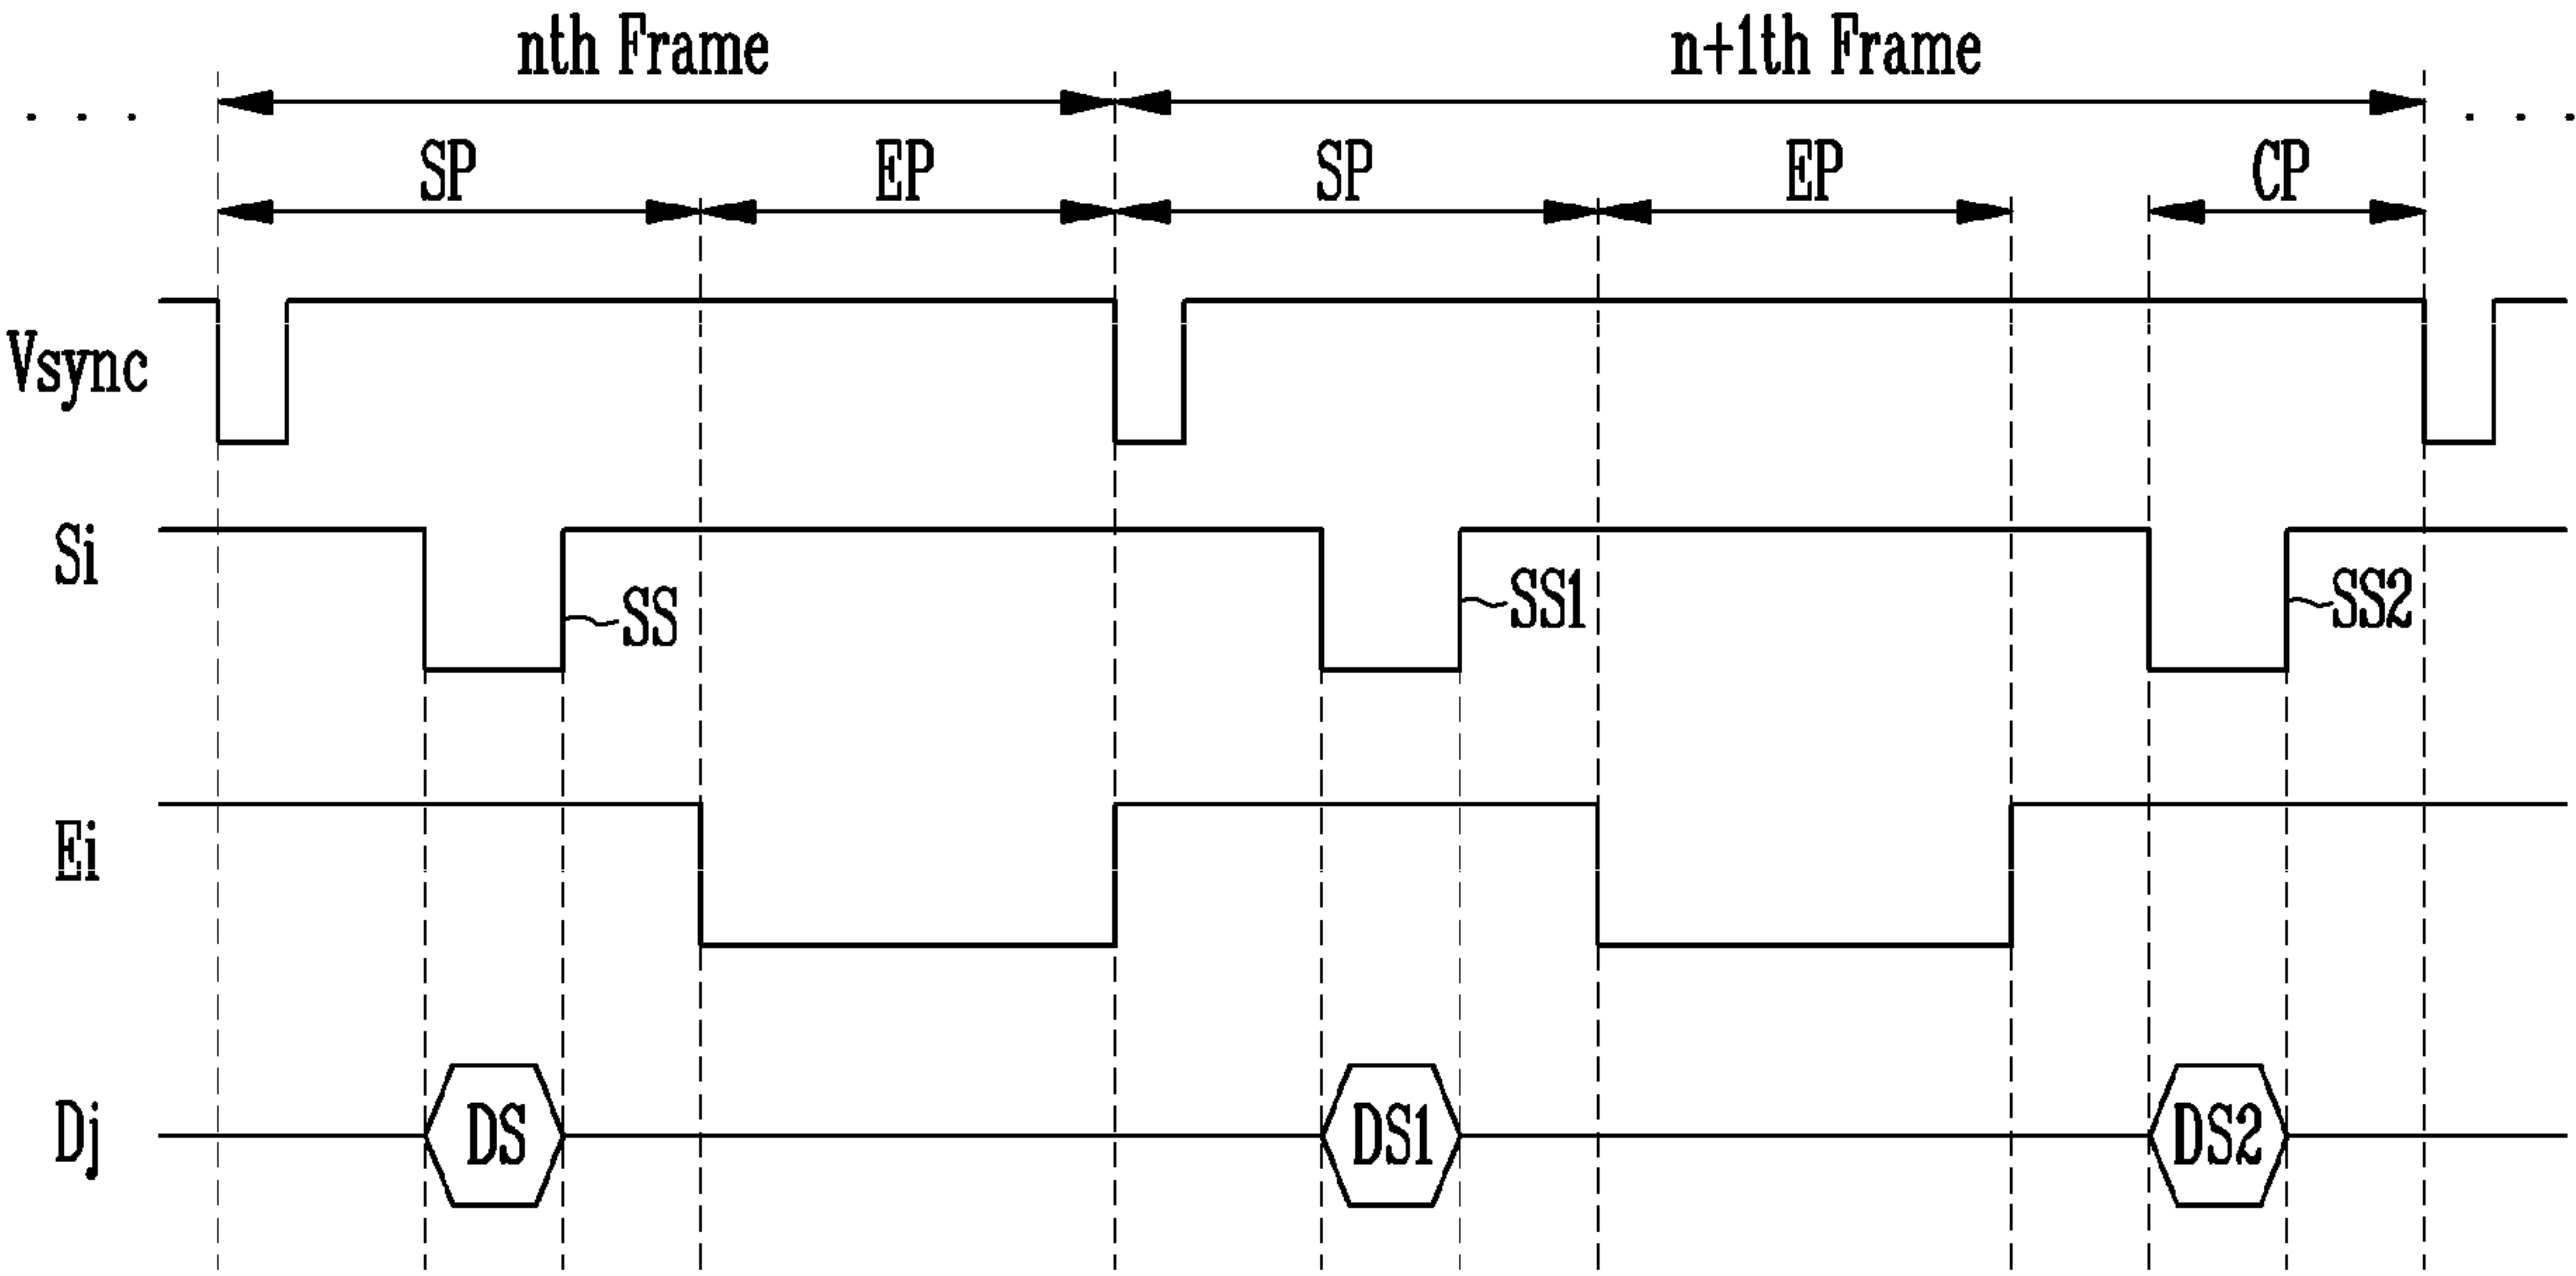 nth Frame n+1th Frame
. . . . . .
SP EP SP EP CP
Vsync
Si
SS SS1 SS2
Ei
Dj DS DS1 DS2